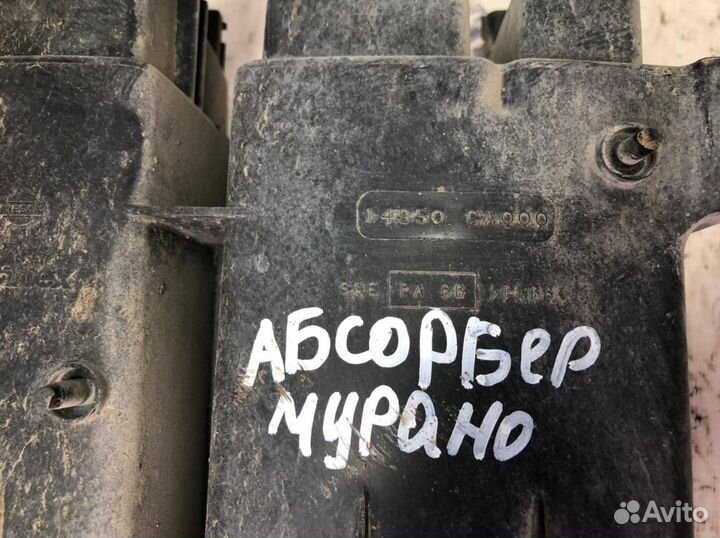 14950 CA000
PA 66
АБСОРБЕР
МУРАНО
Avito